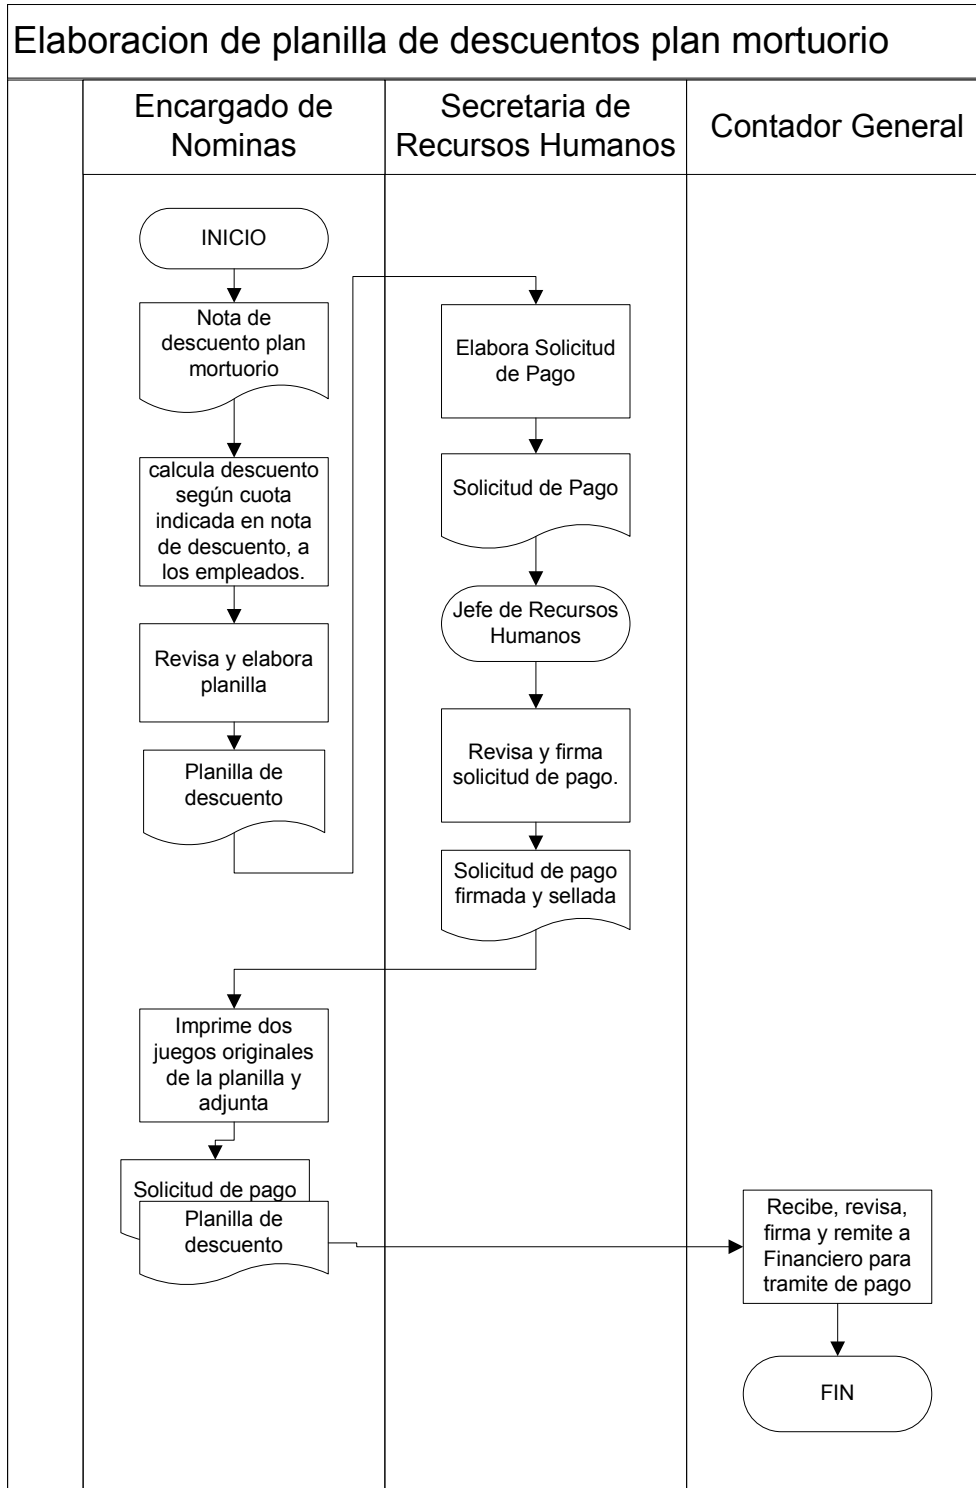 Elaboracion de planilla de descuentos plan mortuorio
Encargado de
Nominas
Secretaria de
Recursos Humanos
Contador General
INICIO
Nota de
descuento plan
mortuorio
calcula descuento
según cuota
indicada en nota
de descuento, a
los empleados.
Revisa y elabora
planilla
Planilla de
descuento
Elabora Solicitud
de Pago
Solicitud de Pago
Jefe de Recursos
Humanos
Revisa y firma
solicitud de pago.
Solicitud de pago
firmada y sellada
Imprime dos
juegos originales
de la planilla y
adjunta
Solicitud de pago
Planilla de
descuento
Recibe, revisa,
firma y remite a
Financiero para
tramite de pago
FIN